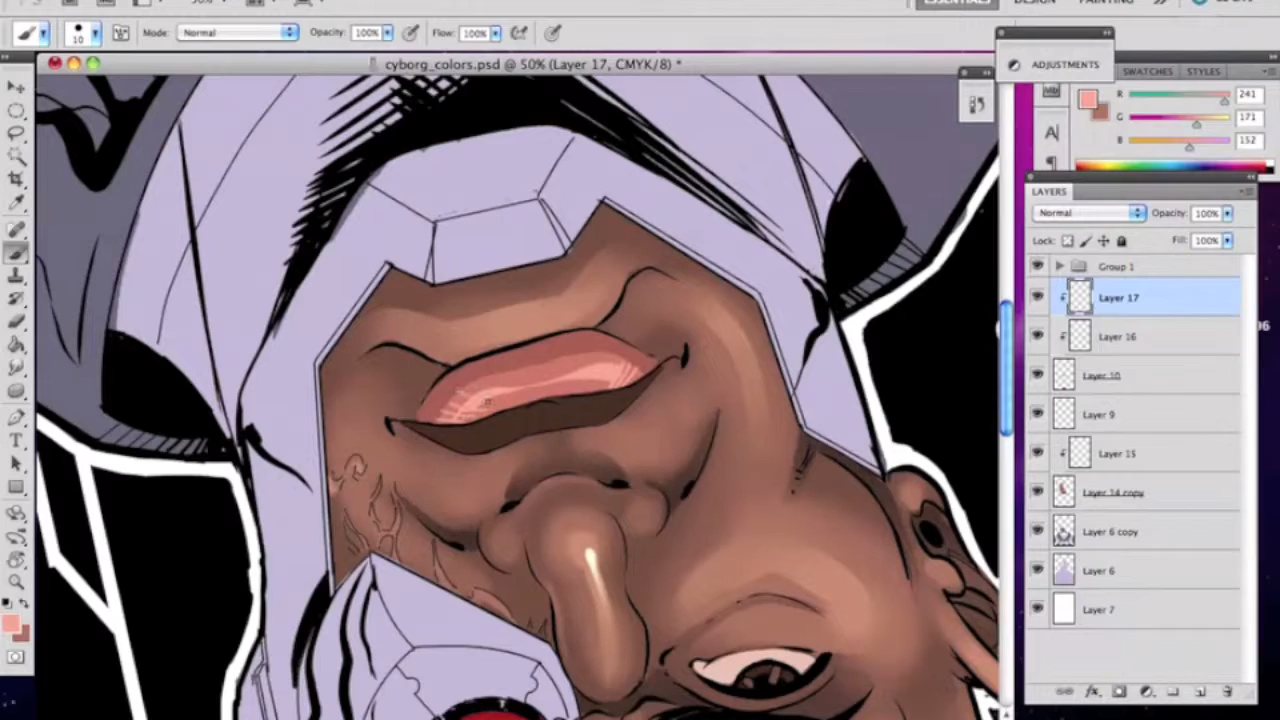 50%
ESSENTIALS DESIGN PAINTING
10 Mode: Normal Opacity: 100% Flow: 100%
cyborg_colors.psd @ 50% (Layer 17, CMYK/8) *
ADJUSTMENTS
SWATCHES STYLES
R 241
G 171
B 152
LAYERS
Normal Opacity: 100%
Lock: Fill: 100%
Group 1
Layer 17
Layer 16
Layer 10
Layer 9
Layer 15
Layer 14 copy
Layer 6 copy
Layer 6
Layer 7